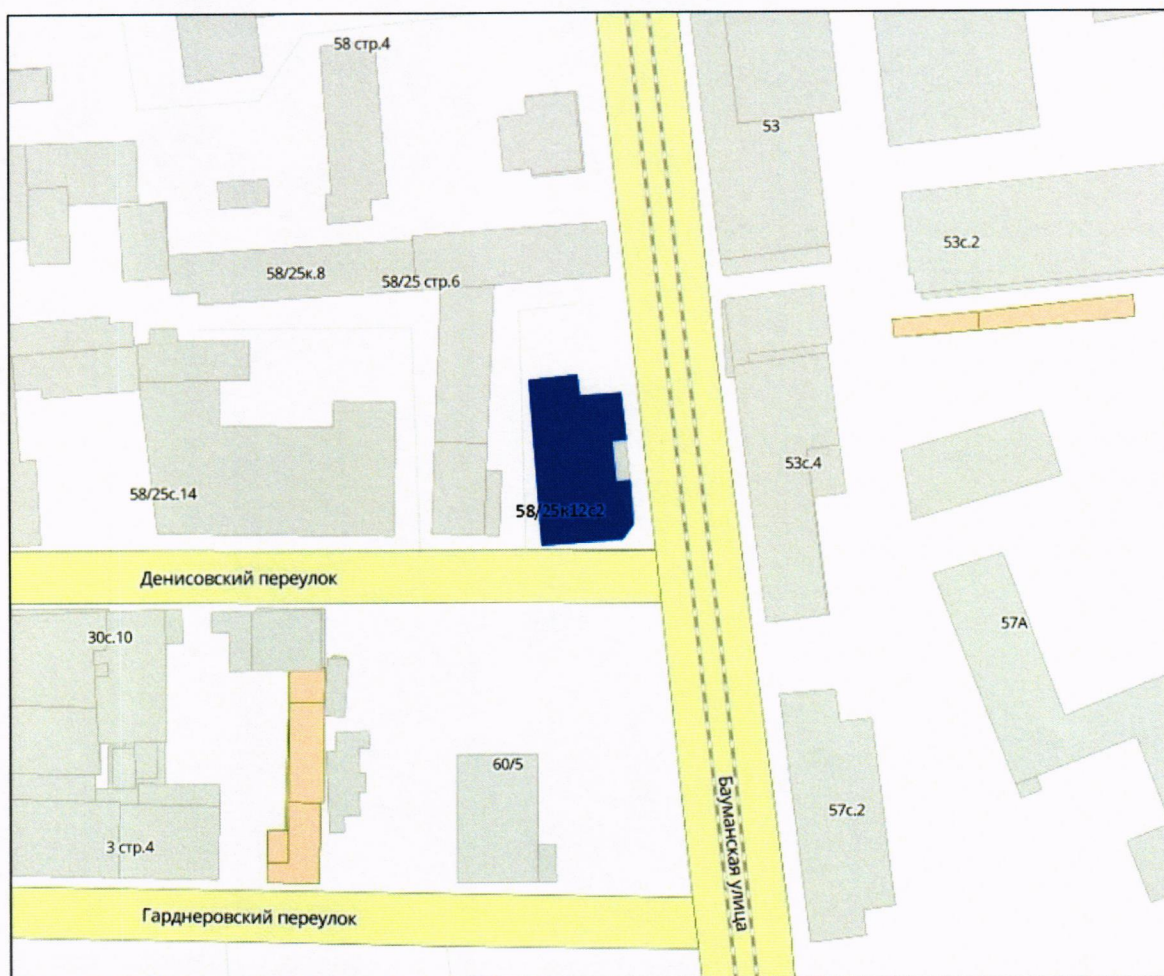 58 стр.4
53
53с.2
58/25к.8
58/25 стр.6
53с.4
58/25с.14
58/25к12с2
Денисовский переулок
30с.10
57А
60/5
Бауманская улица
57с.2
3 стр.4
Гарднеровский переулок